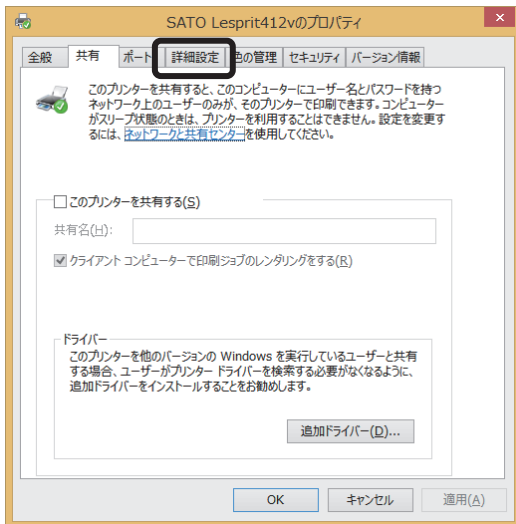 SATO Lesprit412vのプロパティ
全般 共有 ポート 詳細設定 色の管理 セキュリティ バージョン情報
このプリンターを共有すると、このコンピューターにユーザー名とパスワードを持つ
ネットワーク上のユーザーのみが、そのプリンターで印刷できます。コンピューター
がスリープ状態のときは、プリンターを利用することはできません。設定を変更す
るには、ネットワークと共有センターを使用してください。
このプリンターを共有する(S)
共有名(H):
クライアント コンピューターで印刷ジョブのレンダリングをする(R)
ドライバー
このプリンターを他のバージョンの Windows を実行しているユーザーと共有
する場合、ユーザーがプリンター ドライバーを検索する必要がなくなるように、
追加ドライバーをインストールすることをお勧めします。
追加ドライバー(D)...
OK キャンセル 適用(A)